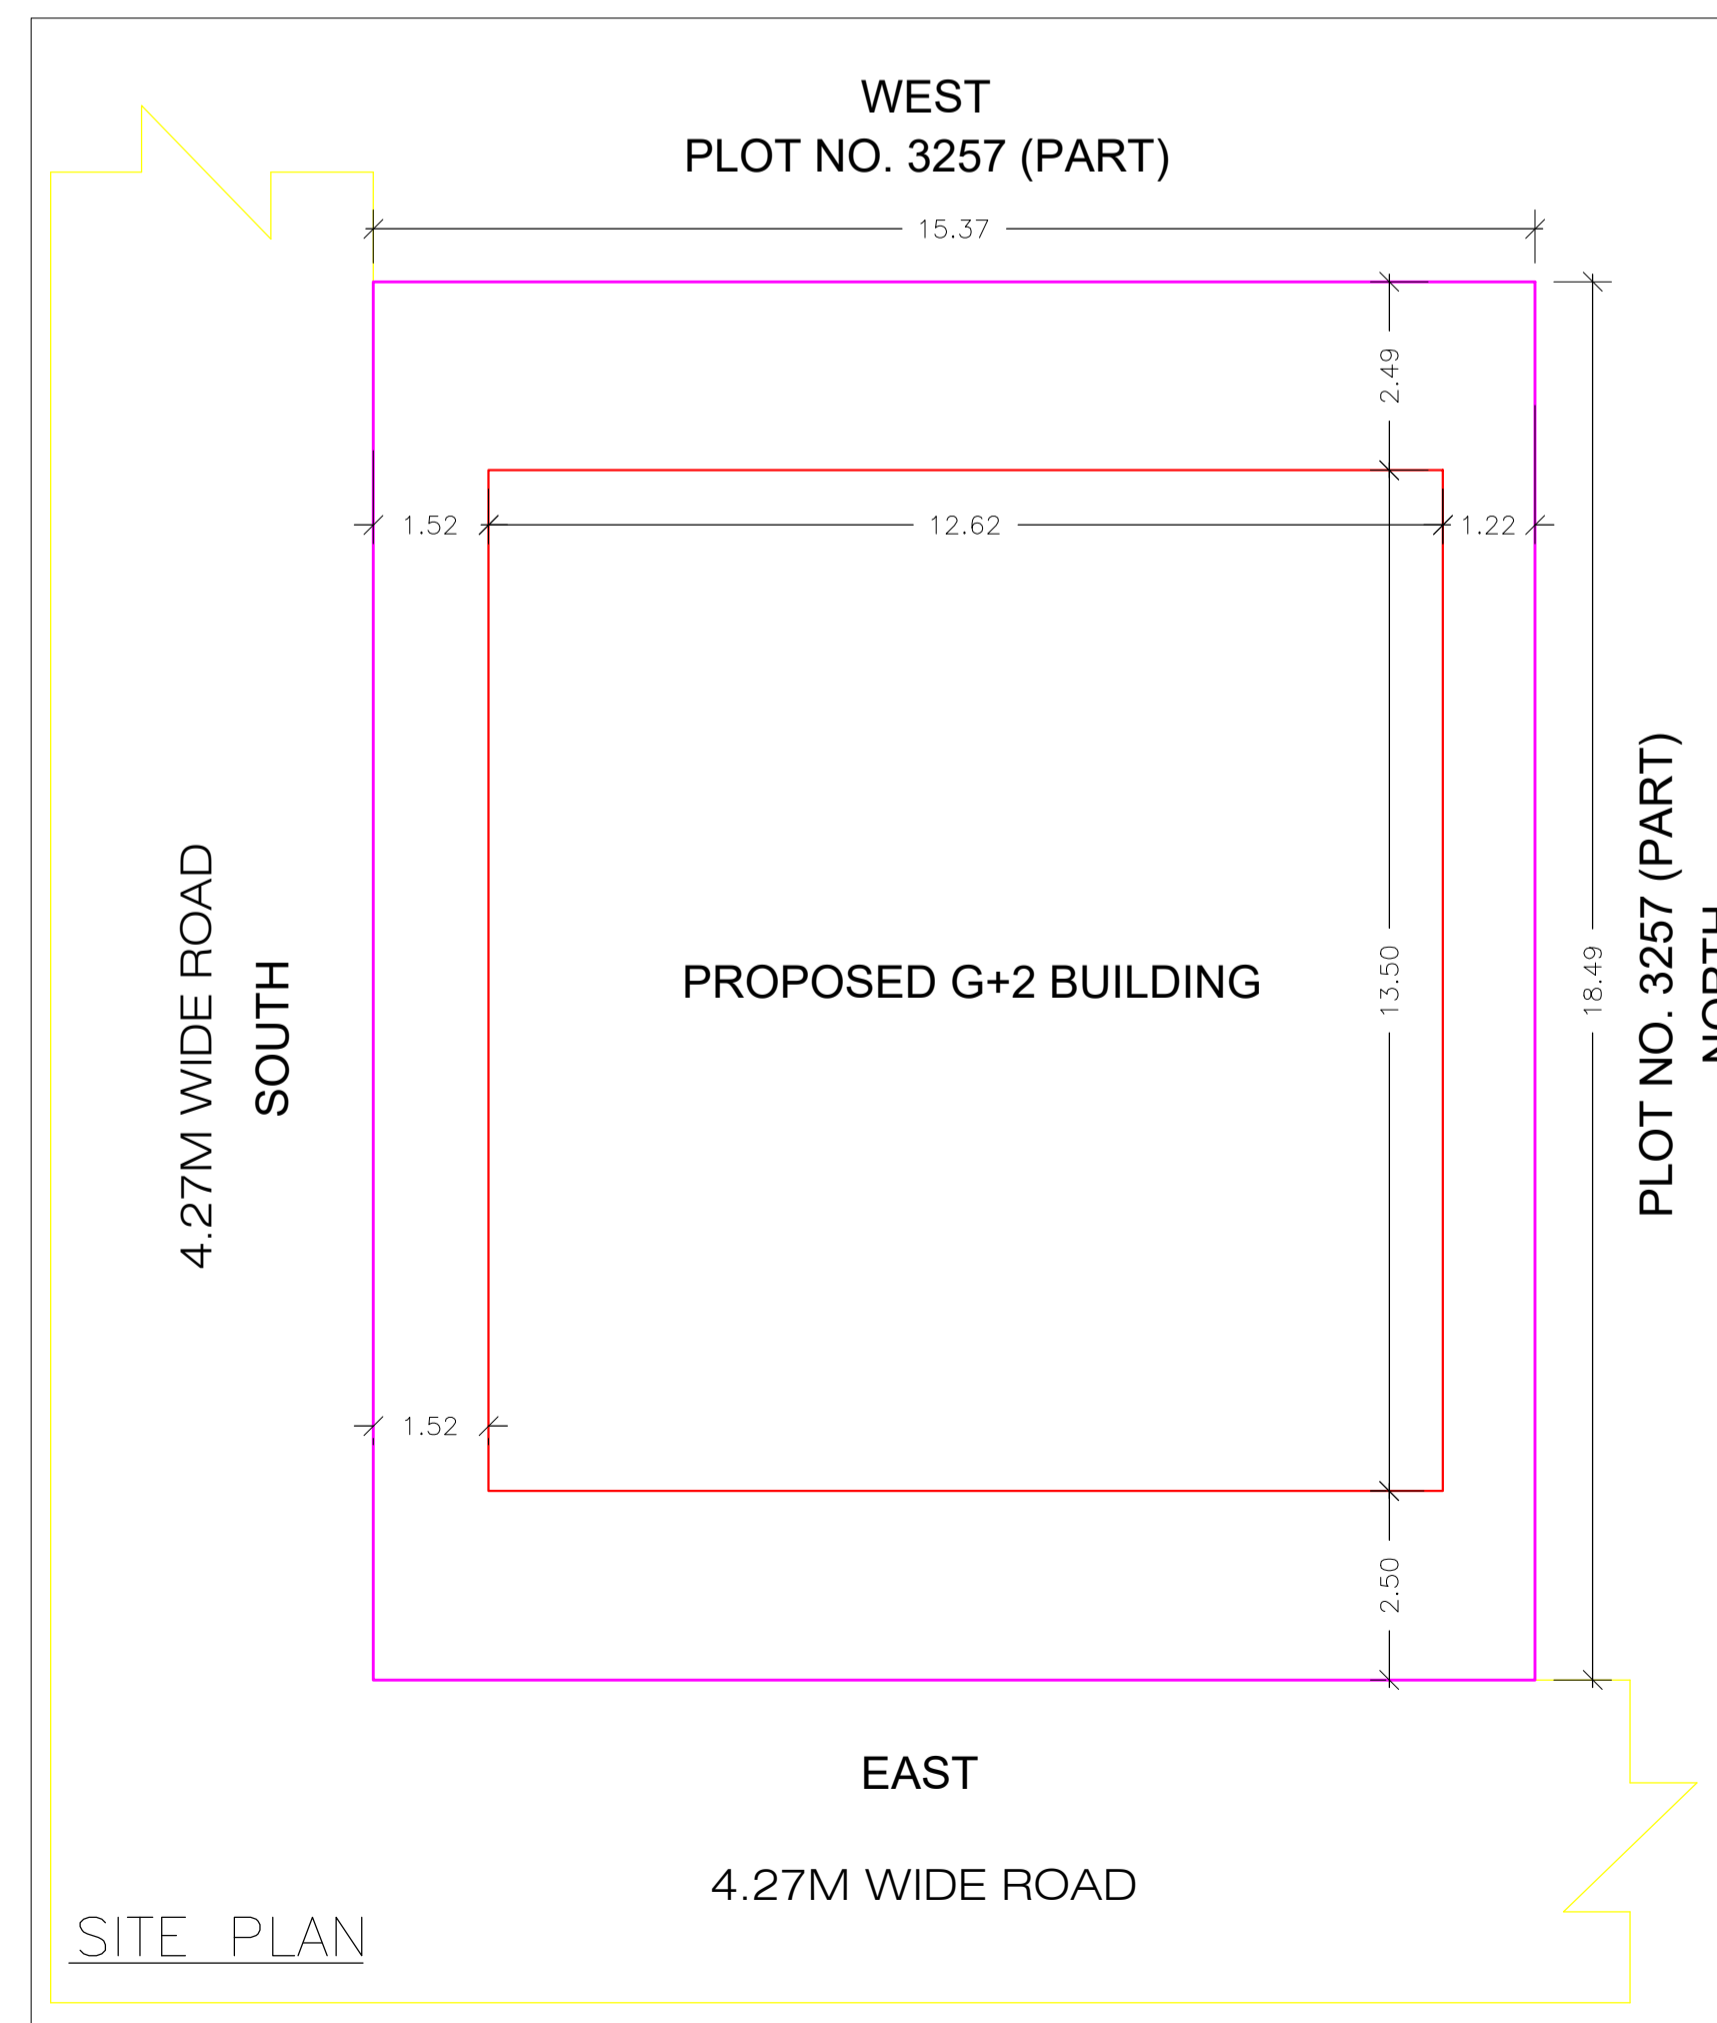 WEST
PLOT NO. 3257 (PART)
15.37
2.49
1.52
12.62
1.22
4.27M WIDE ROAD
SOUTH
PROPOSED G+2 BUILDING
13.50
18.49
PLOT NO. 3257 (PART)
NORTH
1.52
2.50
EAST
4.27M WIDE ROAD
SITE PLAN